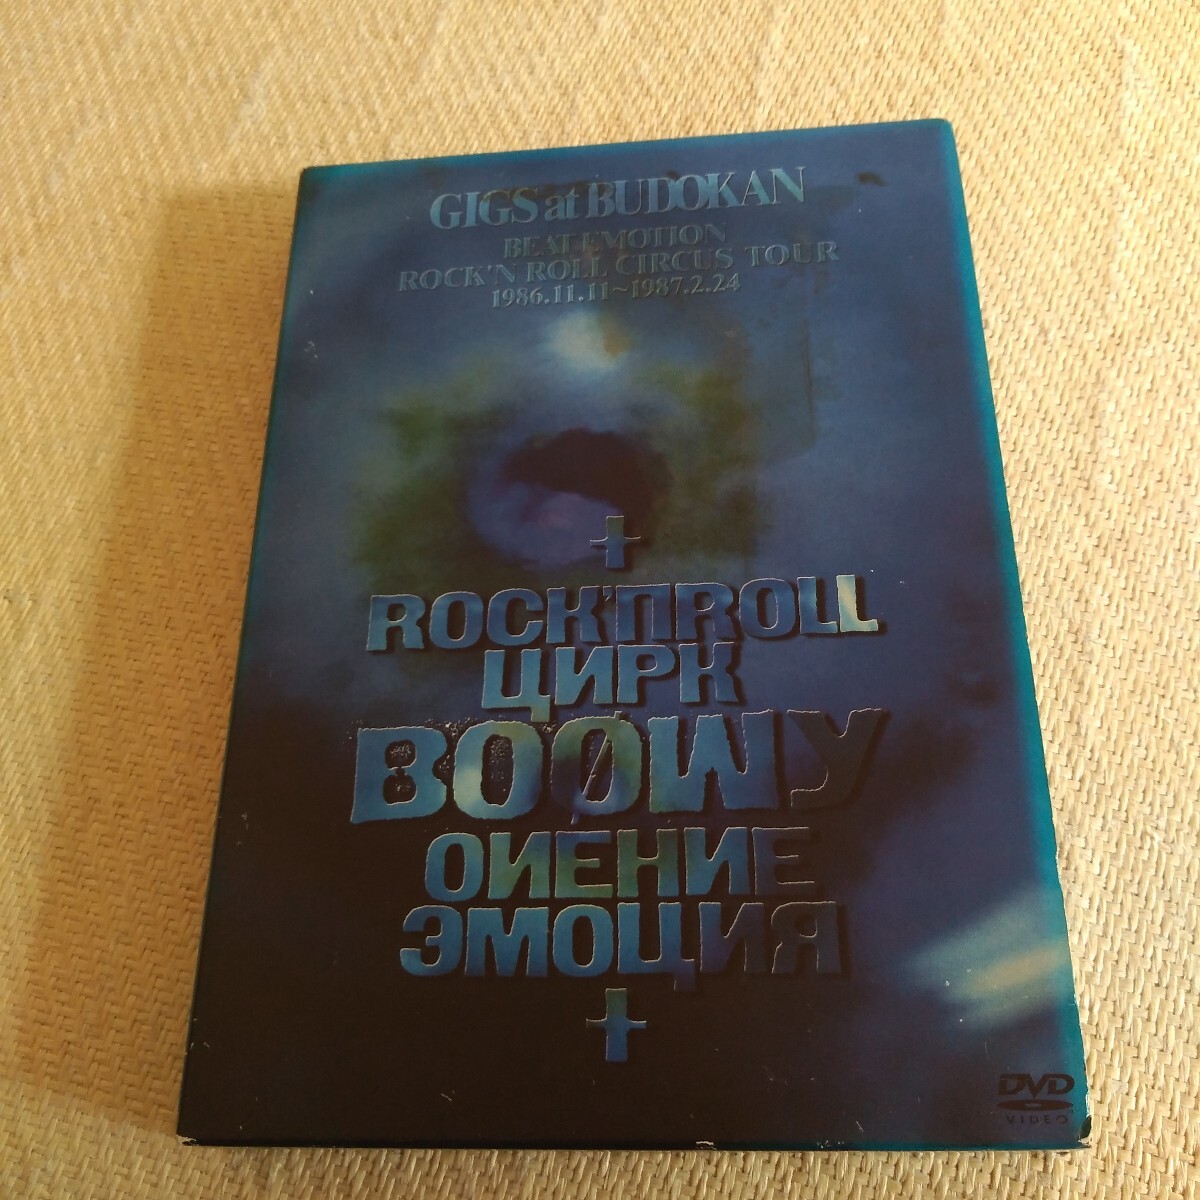 GIGS at BUDOKAN
BEAT EMOTION
ROCK'N ROLL CIRCUS TOUR
1986.11.11~1987.2.24
ROCK'ПROLL
ЦИРК
BOØWY
ОИЕНИЕ
ЭМОЦИЯ
DVD
VIDEO